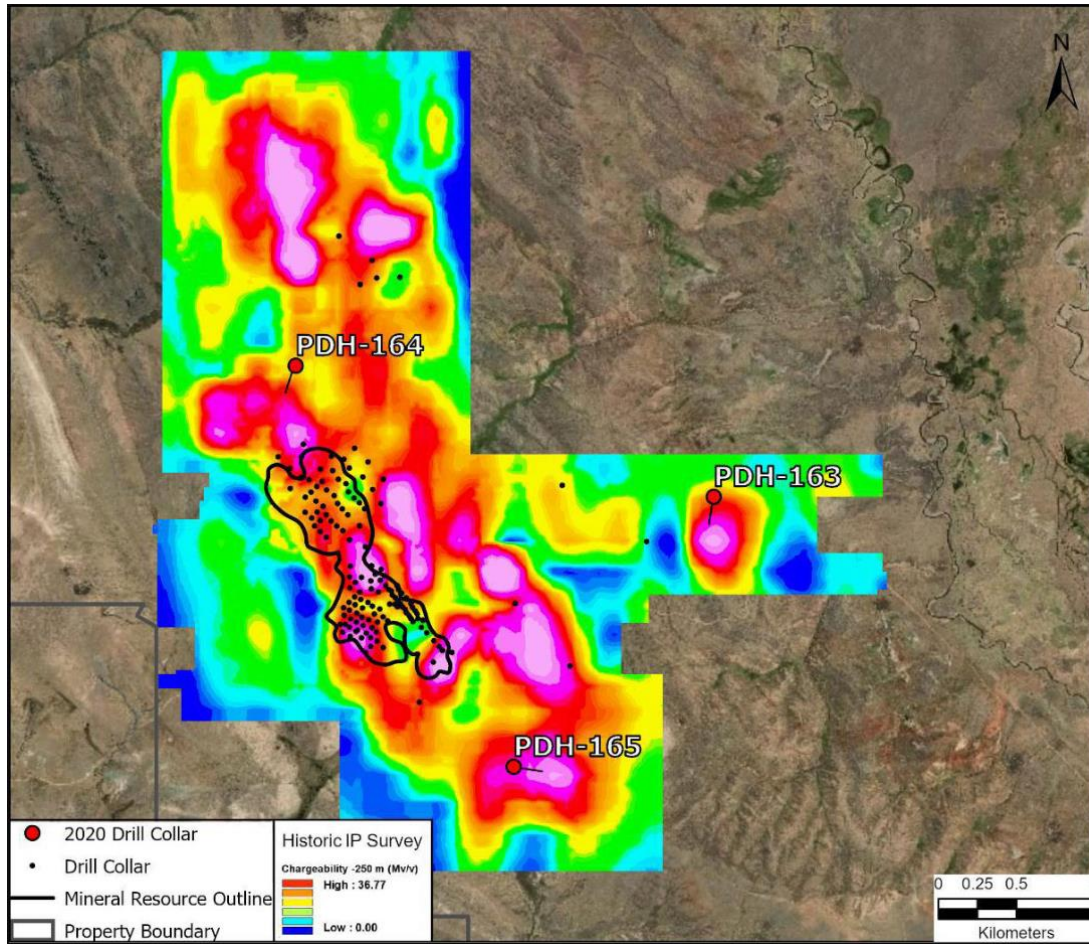 N
PDH-164
PDH-163
PDH-165
2020 Drill Collar
Drill Collar
Mineral Resource Outline
Property Boundary
Historic IP Survey
Chargeability -250 m (Mv/v)
High : 36.77
Low : 0.00
0 0.25 0.5
Kilometers